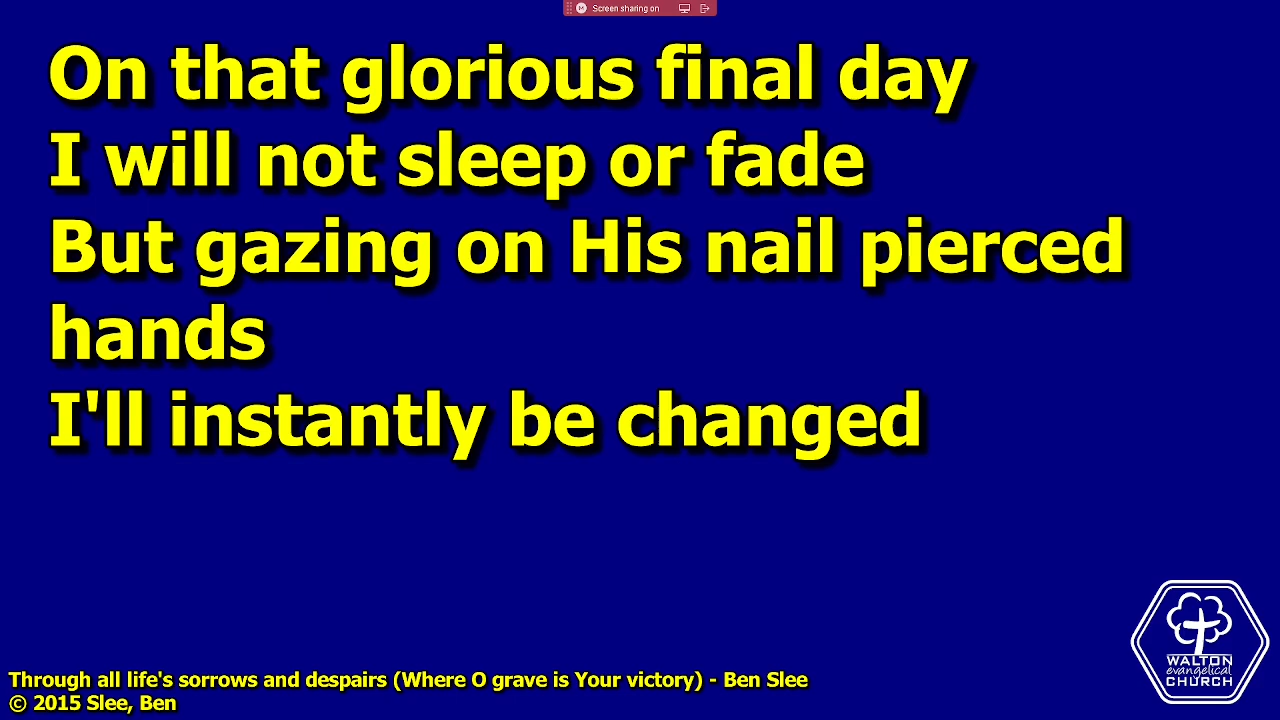 Screen sharing on
On that glorious final day
I will not sleep or fade
But gazing on His nail pierced
hands
I'll instantly be changed
WALTON
evangelical
CHURCH
Through all life's sorrows and despairs (Where O grave is Your victory) - Ben Slee
© 2015 Slee, Ben